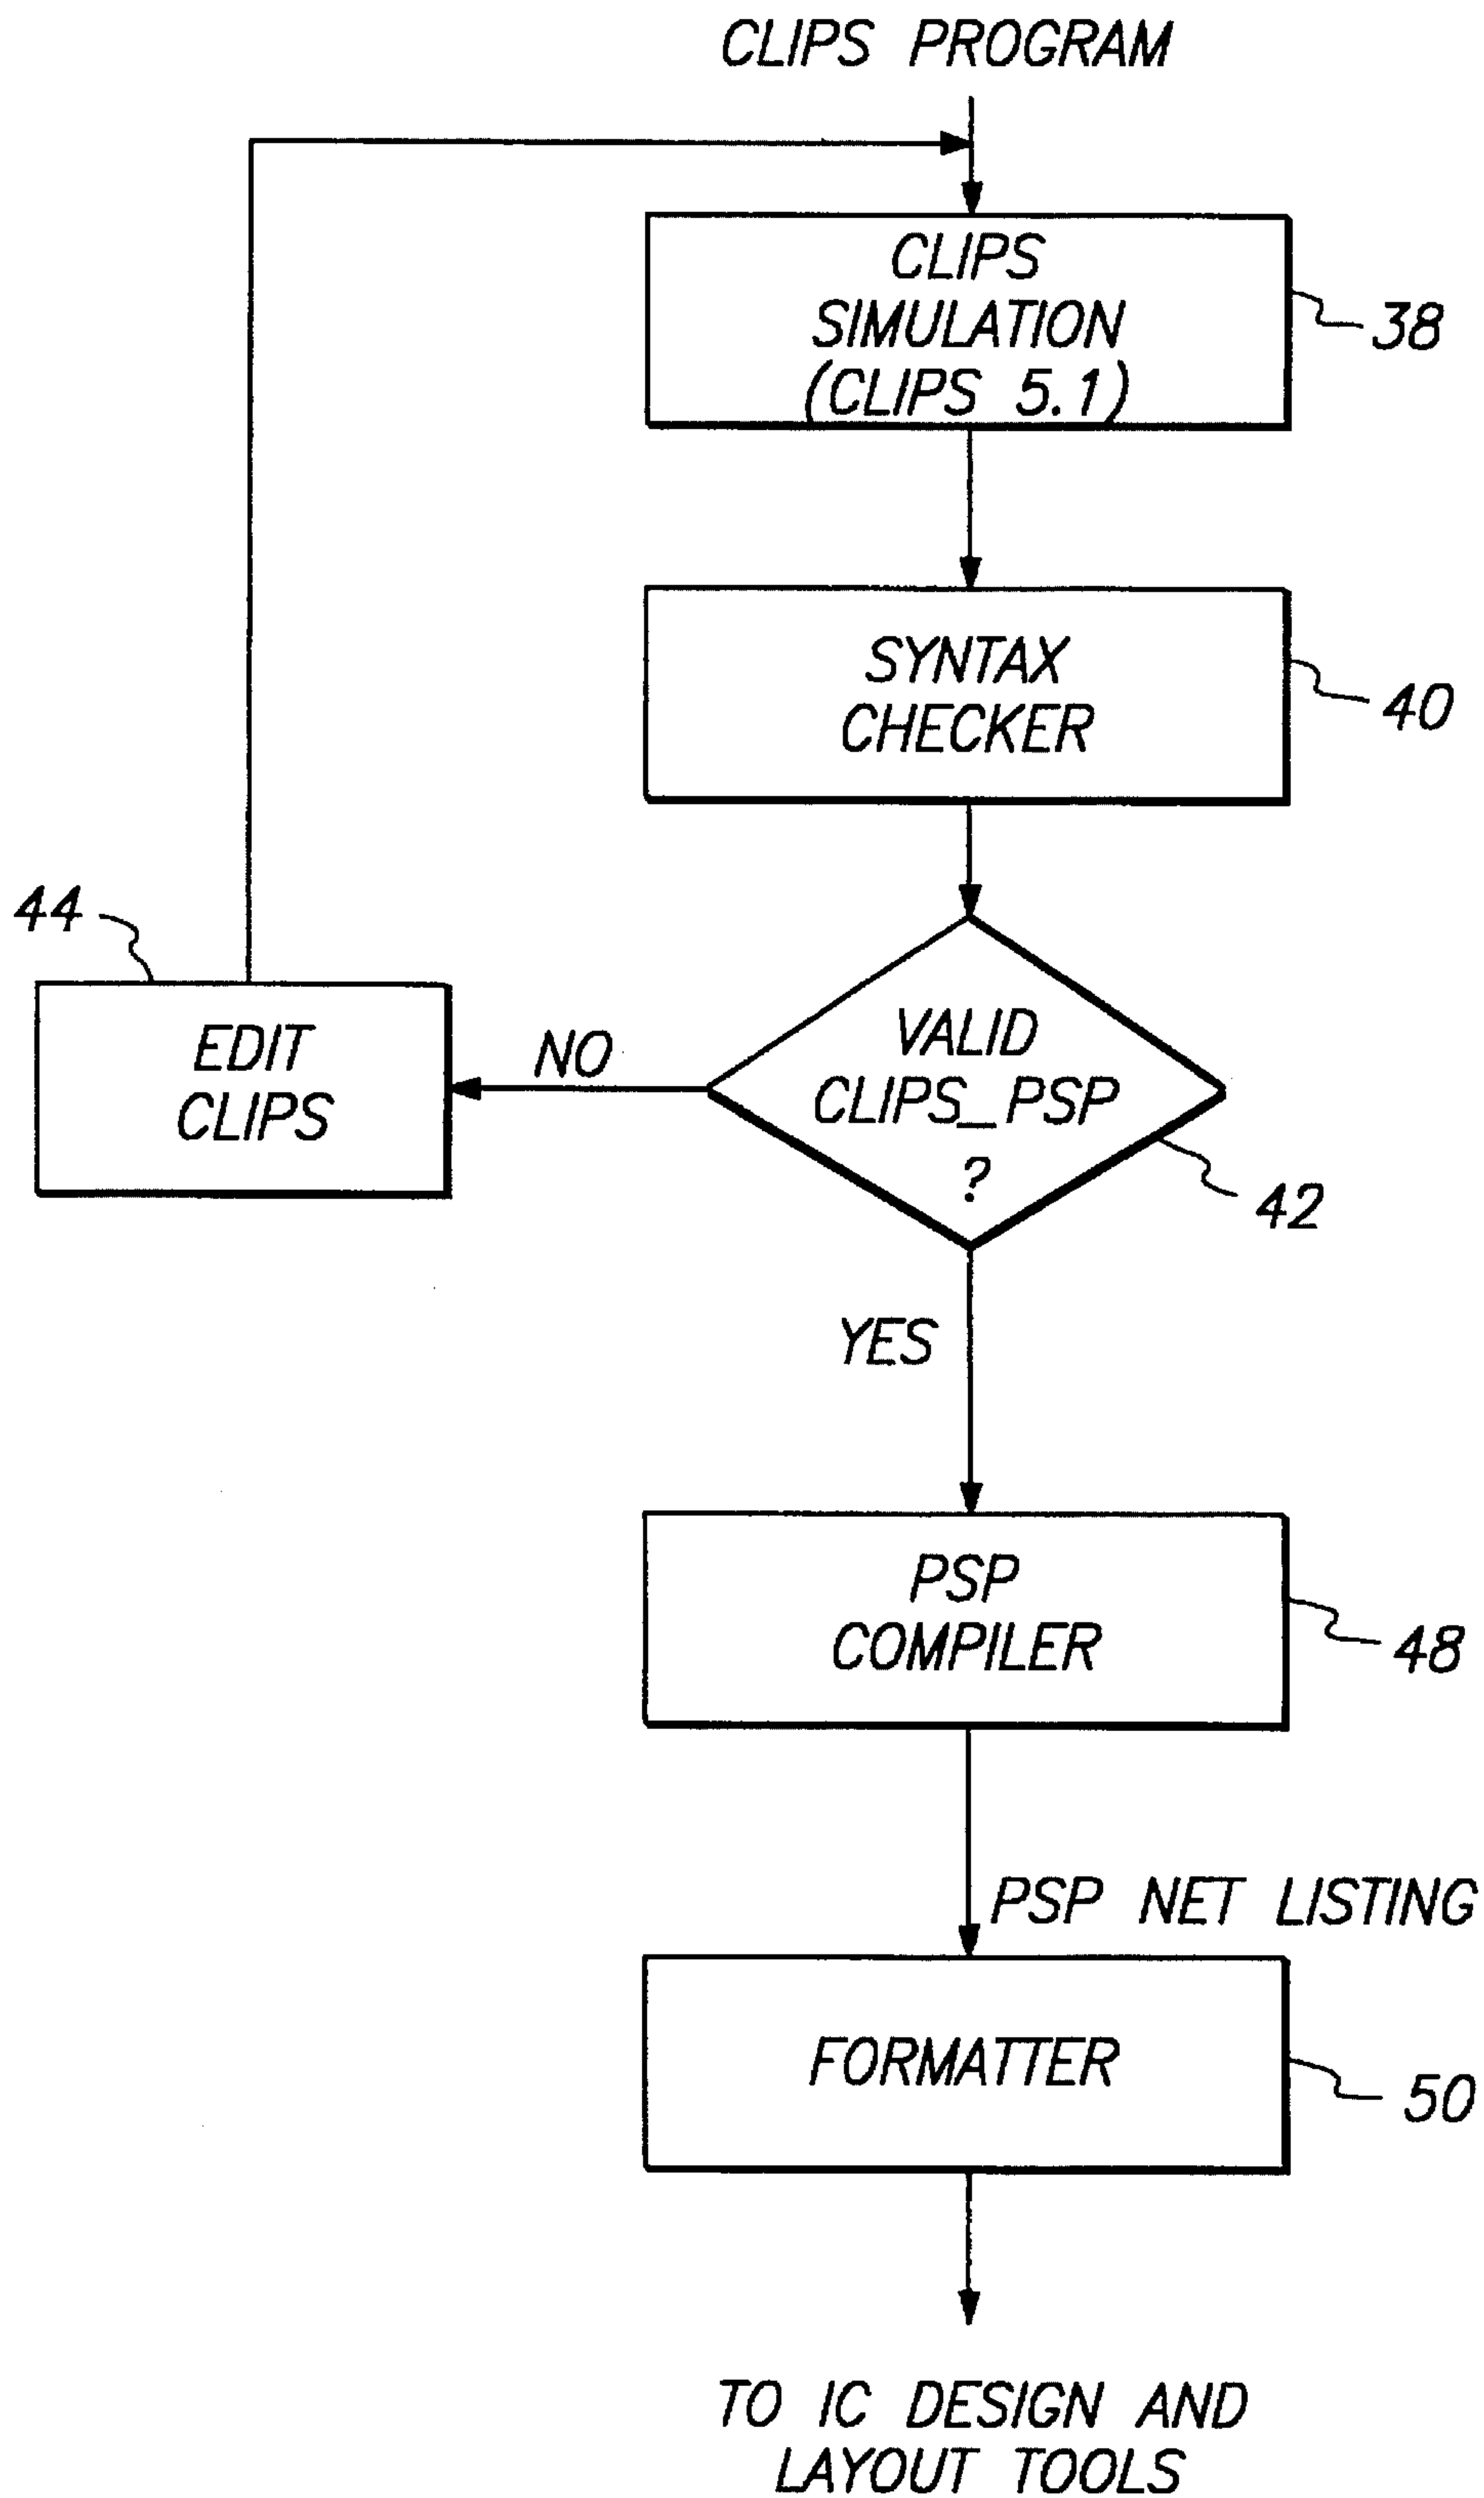 CLIPS PROGRAM
CLIPS
SIMULATION
(CLIPS 5.1)
38
SYNTAX
CHECKER
40
44
EDIT
CLIPS
NO
VALID
CLIPS_PSP
?
42
YES
PSP
COMPILER
48
PSP NET LISTING
FORMATTER
50
TO IC DESIGN AND
LAYOUT TOOLS